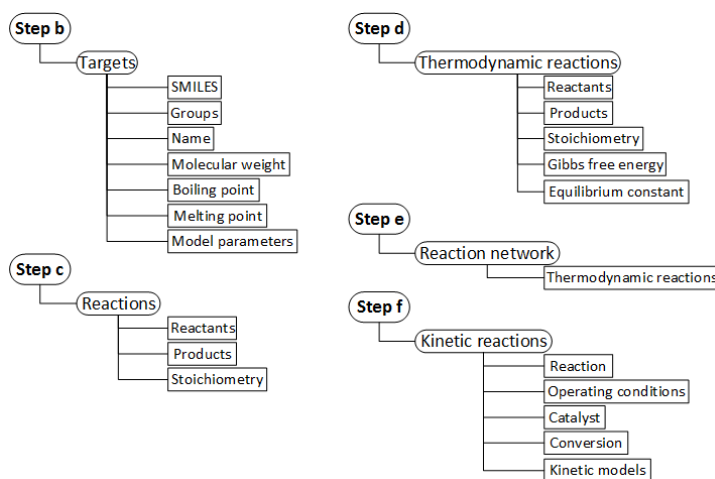 Step b
Targets
SMILES
Groups
Name
Molecular weight
Boiling point
Melting point
Model parameters
Step c
Reactions
Reactants
Products
Stoichiometry
Step d
Thermodynamic reactions
Reactants
Products
Stoichiometry
Gibbs free energy
Equilibrium constant
Step e
Reaction network
Thermodynamic reactions
Step f
Kinetic reactions
Reaction
Operating conditions
Catalyst
Conversion
Kinetic models